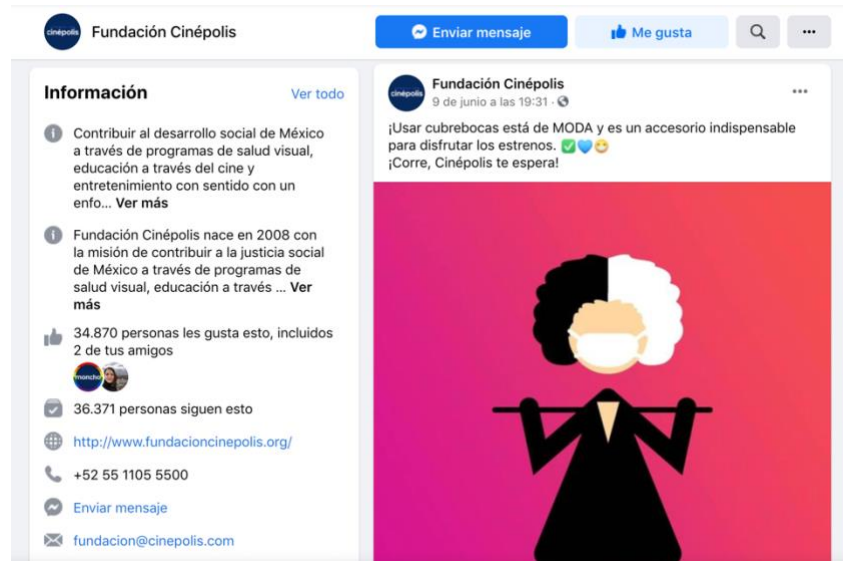 cinépolis
Fundación Cinépolis
Enviar mensaje
Me gusta
Información
Ver todo
Contribuir al desarrollo social de México
a través de programas de salud visual,
educación a través del cine y
entretenimiento con sentido con un
enfo... Ver más
Fundación Cinépolis nace en 2008 con
la misión de contribuir a la justicia social
de México a través de programas de
salud visual, educación a través ... Ver
más
34.870 personas les gusta esto, incluidos
2 de tus amigos
moncho
36.371 personas siguen esto
http://www.fundacioncinepolis.org/
+52 55 1105 5500
Enviar mensaje
fundacion@cinepolis.com
cinépolis
Fundación Cinépolis
9 de junio a las 19:31 ·
¡Usar cubrebocas está de MODA y es un accesorio indispensable
para disfrutar los estrenos. ✅💙😷
¡Corre, Cinépolis te espera!